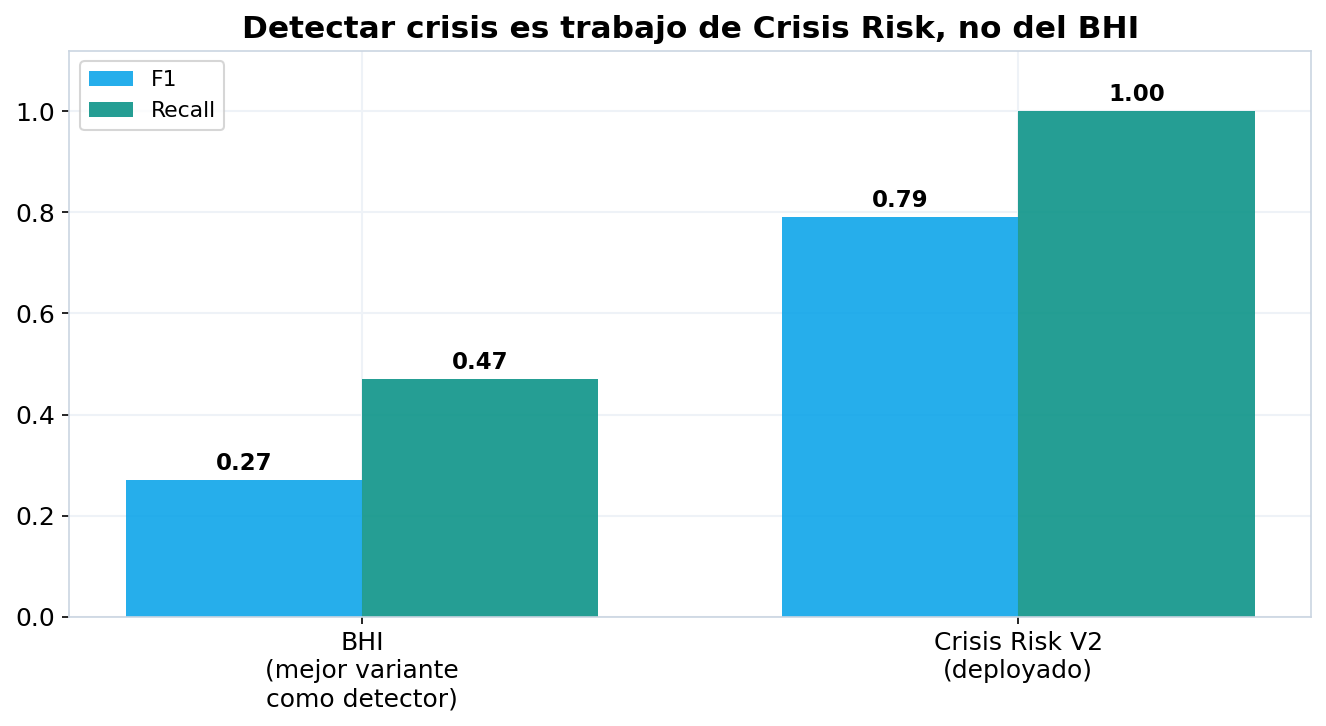 Detectar crisis es trabajo de Crisis Risk, no del BHI
F1
Recall
1.0
0.8
0.6
0.4
0.2
0.0
0.27
0.47
0.79
1.00
BHI
(mejor variante
como detector)
Crisis Risk V2
(deployado)